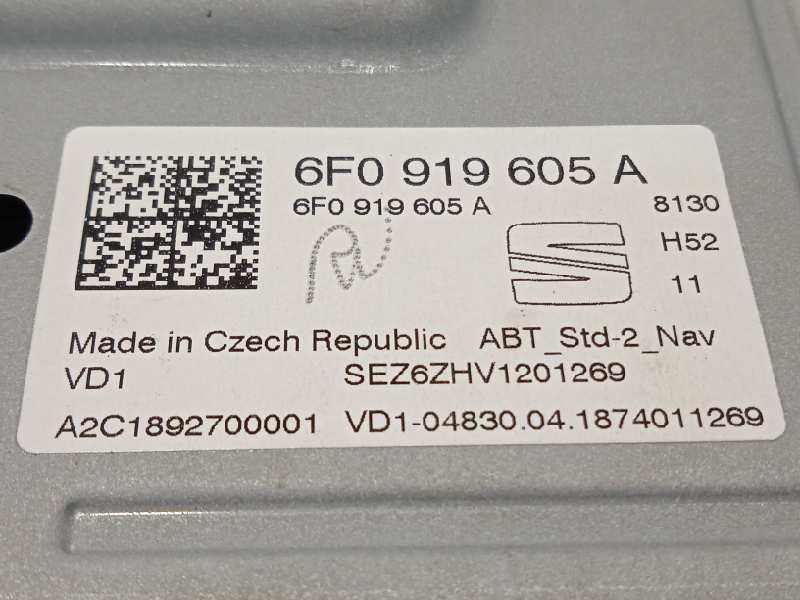 6F0 919 605 A
6F0 919 605 A 8130
H52
11
Made in Czech Republic ABT_Std-2_Nav
VD1 SEZ6ZHV1201269
A2C1892700001 VD1-04830.04.1874011269